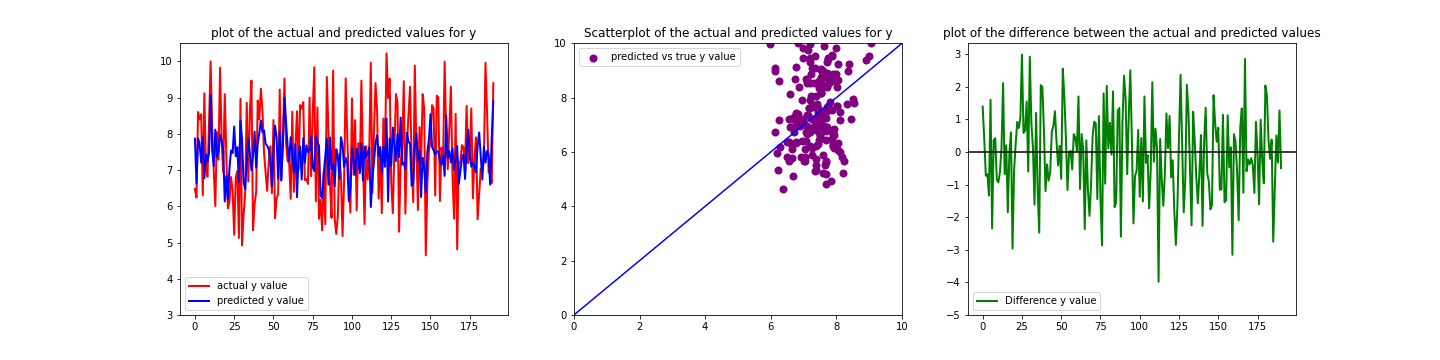 plot of the actual and predicted values for y
10
9
8
7
6
5
4
3
0 25 50 75 100 125 150 175
actual y value
predicted y value
Scatterplot of the actual and predicted values for y
10
8
6
4
2
0
0 2 4 6 8 10
predicted vs true y value
plot of the difference between the actual and predicted values
3
2
1
0
−1
−2
−3
−4
−5
0 25 50 75 100 125 150 175
Difference y value